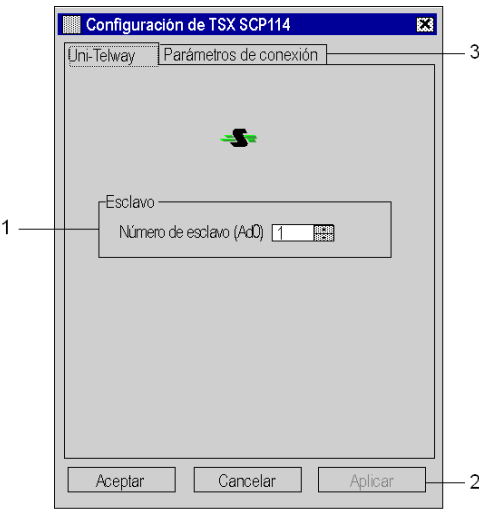 Configuración de TSX SCP114
Uni-Telway Parámetros de conexión 3
Esclavo
1 Número de esclavo (Ad0) 1
Aceptar Cancelar Aplicar 2